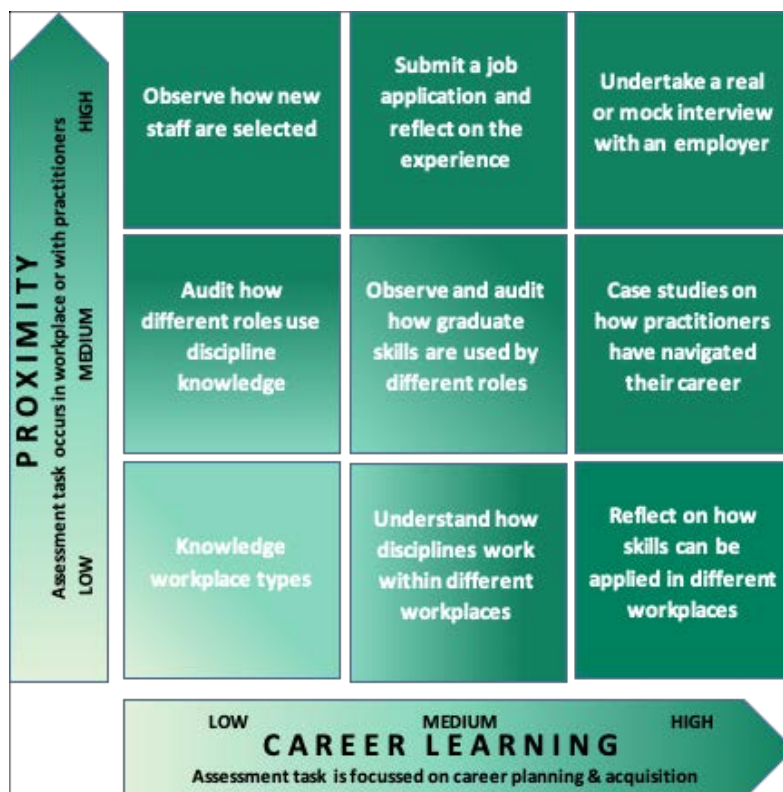 PROXIMITY
Assessment task occurs in workplace or with practitioners
HIGH
MEDIUM
LOW
Observe how new
staff are selected
Submit a job
application and
reflect on the
experience
Undertake a real
or mock interview
with an employer
Audit how
different roles use
discipline
knowledge
Observe and audit
how graduate
skills are used by
different roles
Case studies on
how practitioners
have navigated
their career
Knowledge
workplace types
Understand how
disciplines work
within different
workplaces
Reflect on how
skills can be
applied in different
workplaces
LOW MEDIUM HIGH
CAREER LEARNING
Assessment task is focussed on career planning & acquisition